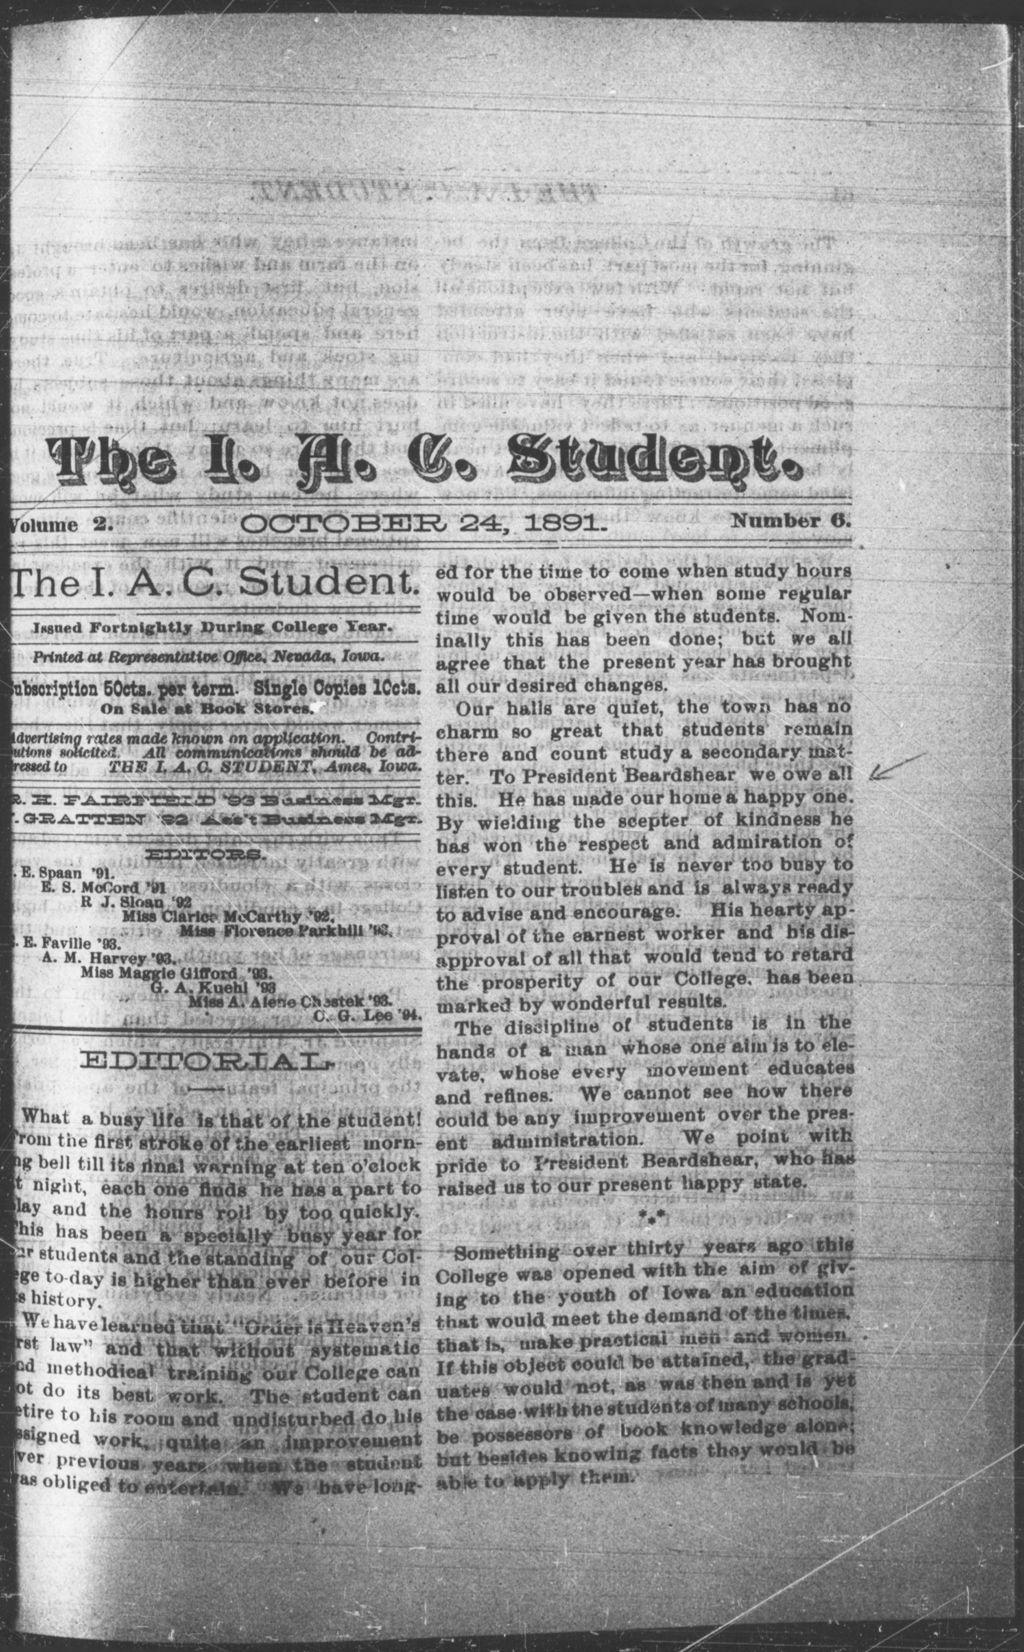 The I. A. C. Student.
Volume 2. OCTOBER 24, 1891. Number 6.
The I. A. C. Student.
Issued Fortnightly During College Year.
Printed at Representative Office, Nevada, Iowa.
ubscription 50cts. per term. Single Copies 10cts.
On Sale at Book Stores.
dvertising rates made known on application. Contri-
utions solicited. All communications should be ad-
ressed to THE I. A. C. STUDENT, Ames, Iowa.
. H. FAIRFIELD '93 Business Mgr.
. GRATTEN '92 Ass't Business Mgr.
EDITORS.
. E. Spaan '91.
E. S. McCord '91
R J. Sloan '92
Miss Clarice McCarthy '92,
Miss Florence Parkhill '93,
. E. Faville '93.
A. M. Harvey '93.
Miss Maggie Gifford '93.
G. A. Kuehl '93
Miss A. Alene Chestek '93.
C. G. Lee '94.
EDITORIAL.
What a busy life is that of the student!
rom the first stroke of the earliest morn-
ng bell till its final warning at ten o'clock
t night, each one finds he has a part to
lay and the hours roll by too quickly.
his has been a specially busy year for
ur students and the standing of our Col-
ge to-day is higher than ever before in
s history.
We have learned that "Order is Heaven's
rst law" and that without systematic
nd methodical training our College can
ot do its best work. The student can
etire to his room and undisturbed do his
ssigned work, quite an improvement
ver previous years when the student
as obliged to entertain. We have long-
ed for the time to come when study hours
would be observed—when some regular
time would be given the students. Nom-
inally this has been done; but we all
agree that the present year has brought
all our desired changes.
Our halls are quiet, the town has no
charm so great that students remain
there and count study a secondary mat-
ter. To President Beardshear we owe all
this. He has made our home a happy one.
By wielding the scepter of kindness he
has won the respect and admiration of
every student. He is never too busy to
listen to our troubles and is always ready
to advise and encourage. His hearty ap-
proval of the earnest worker and his dis-
approval of all that would tend to retard
the prosperity of our College, has been
marked by wonderful results.
The discipline of students is in the
hands of a man whose one aim is to ele-
vate, whose every movement educates
and refines. We cannot see how there
could be any improvement over the pres-
ent administration. We point with
pride to President Beardshear, who has
raised us to our present happy state.
***
Something over thirty years ago this
College was opened with the aim of giv-
ing to the youth of Iowa an education
that would meet the demand of the times,
that is, make practical men and women.
If this object could be attained, the grad-
uates would not, as was then and is yet
the case with the students of many schools,
be possessors of book knowledge alone;
but besides knowing facts they would be
able to apply them.